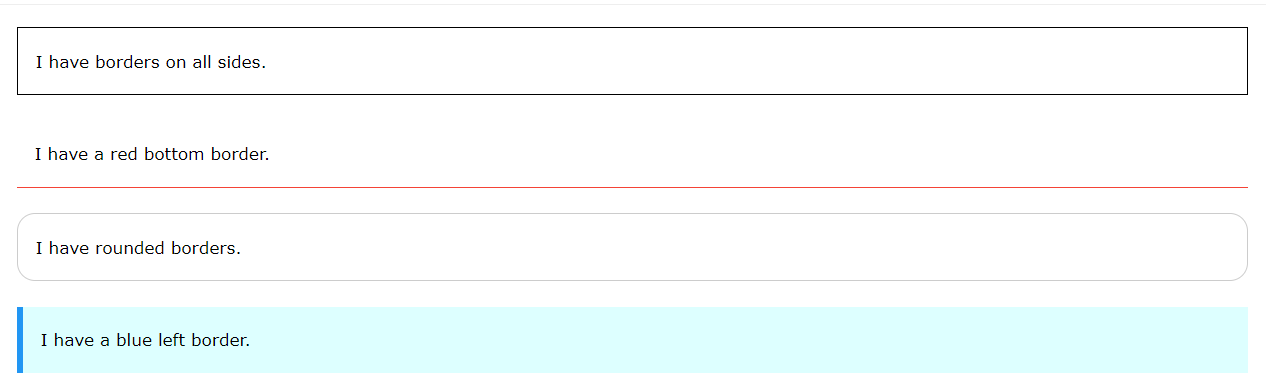 I have borders on all sides.
I have a red bottom border.
I have rounded borders.
I have a blue left border.